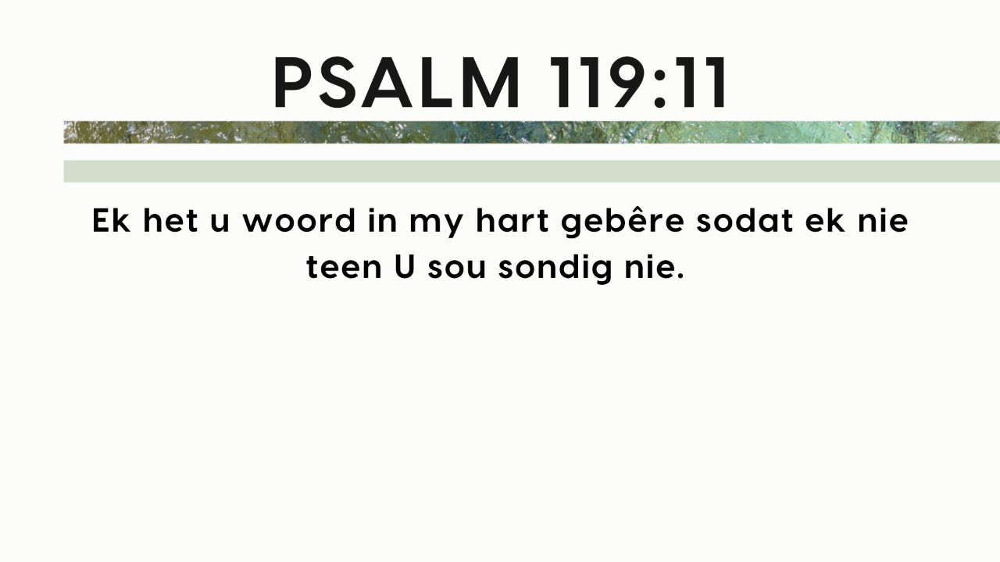 PSALM 119:11
Ek het u woord in my hart gebêre sodat ek nie
teen U sou sondig nie.